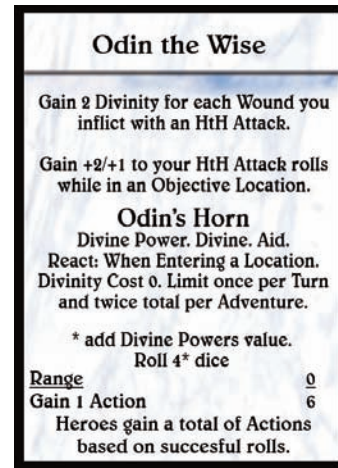 Odin the Wise
Gain 2 Divinity for each Wound you
inflict with an HtH Attack.
Gain +2/+1 to your HtH Attack rolls
while in an Objective Location.
Odin's Horn
Divine Power. Divine. Aid.
React: When Entering a Location.
Divinity Cost 0. Limit once per Turn
and twice total per Adventure.
* add Divine Powers value.
Roll 4* dice
Range 0
Gain 1 Action 6
Heroes gain a total of Actions
based on succesful rolls.